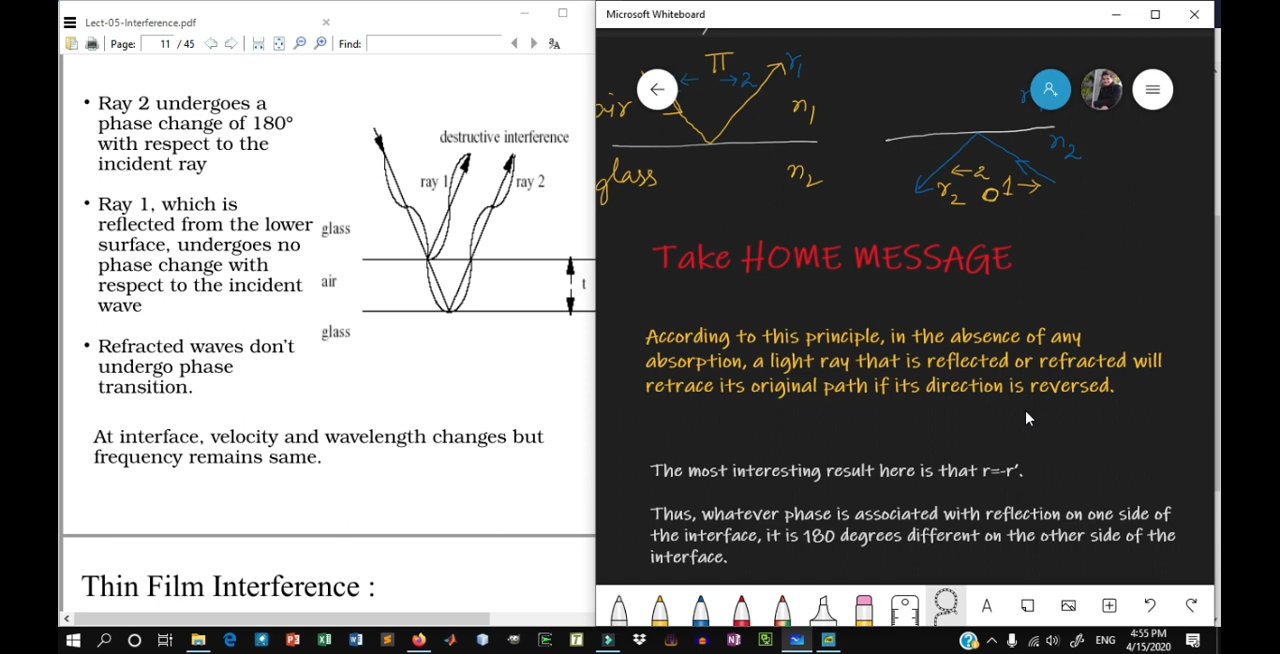 Lect-05-Interference.pdf
Page: 11 / 45 Find:
• Ray 2 undergoes a
phase change of 180°
with respect to the
incident ray
• Ray 1, which is
reflected from the lower
surface, undergoes no
phase change with
respect to the incident
wave
• Refracted waves don't
undergo phase
transition.
destructive interference
ray 1
ray 2
glass
air
t
glass
At interface, velocity and wavelength changes but
frequency remains same.
Thin Film Interference :
Microsoft Whiteboard
π
2
r1
air
n1
glass
n2
n2
2
r2
1
Take HOME MESSAGE
According to this principle, in the absence of any
absorption, a light ray that is reflected or refracted will
retrace its original path if its direction is reversed.
The most interesting result here is that r=-r'.
Thus, whatever phase is associated with reflection on one side of
the interface, it is 180 degrees different on the other side of the
interface.
ENG
4:55 PM
4/15/2020